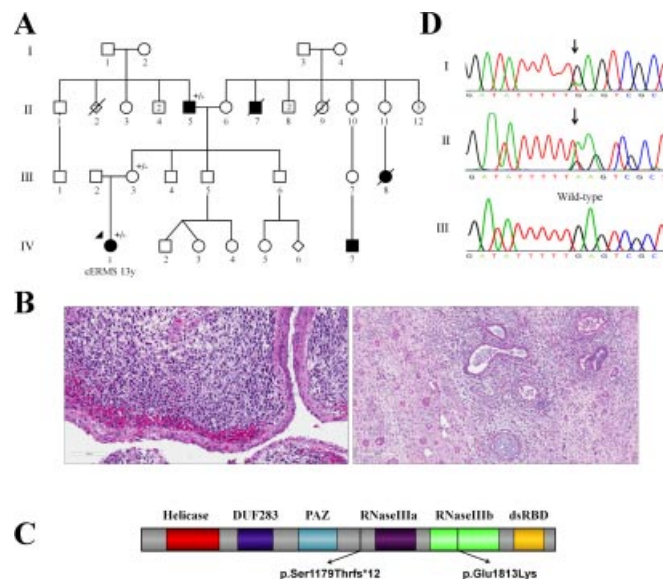 A
D
I
1
2
3
4
I
G A T A T T T T T G A G T C G C
II
+/-
1
2
3
2
4
5
6
7
2
8
9
10
11
12
II
G A T A T T T T A A G T C G C T
Wild-type
III
1
2
3
+/-
4
5
6
7
8
III
G A T A T T T T T G A G T C G C T
IV
1
+/-
2
3
4
5
6
7
cERMS 13y
B
C
Helicase
DUF283
PAZ
RNaseIIIa
RNaseIIIb
dsRBD
p.Ser1179Thrfs*12
p.Glu1813Lys